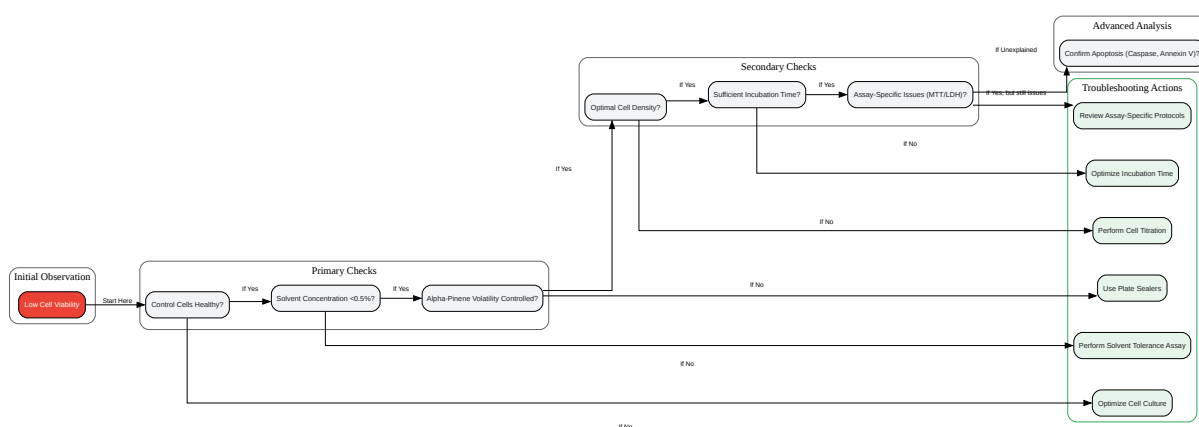 Advanced Analysis
If Unexplained
Confirm Apoptosis (Caspase, Annexin V)?
Secondary Checks
Optimal Cell Density?
If Yes
Sufficient Incubation Time?
If Yes
Assay-Specific Issues (MTT/LDH)?
If Yes, but still issues
Troubleshooting Actions
Review Assay-Specific Protocols
If No
If Yes
Optimize Incubation Time
If No
Perform Cell Titration
Initial Observation
Low Cell Viability
Start Here
Primary Checks
Control Cells Healthy?
If Yes
Solvent Concentration <0.5%?
If Yes
Alpha-Pinene Volatility Controlled?
If No
Use Plate Sealers
Perform Solvent Tolerance Assay
If No
Optimize Cell Culture
If No